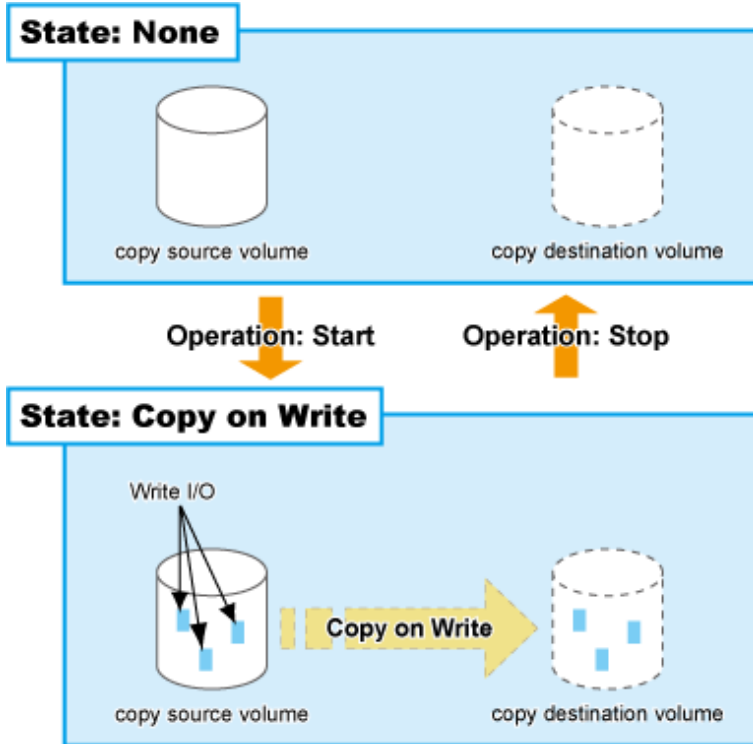 State: None
copy source volume
copy destination volume
Operation: Start
Operation: Stop
State: Copy on Write
Write I/O
Copy on Write
copy source volume
copy destination volume